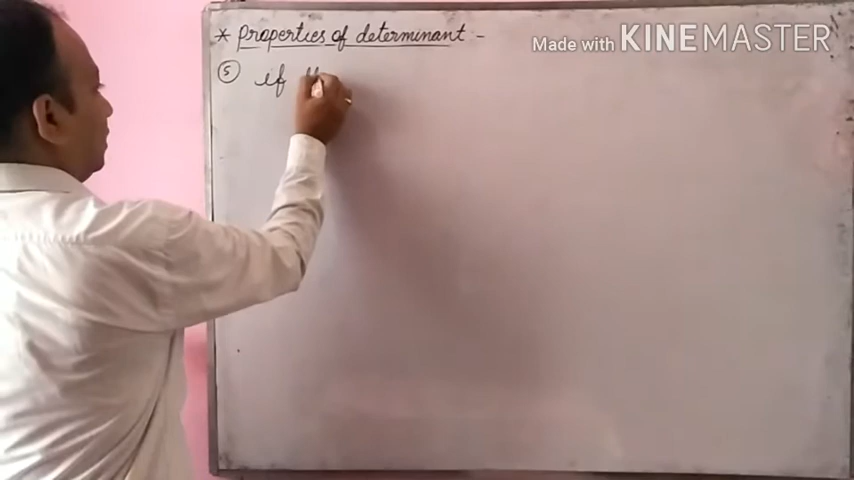 * Properties of determinant :-
Made with KINEMASTER
5 if